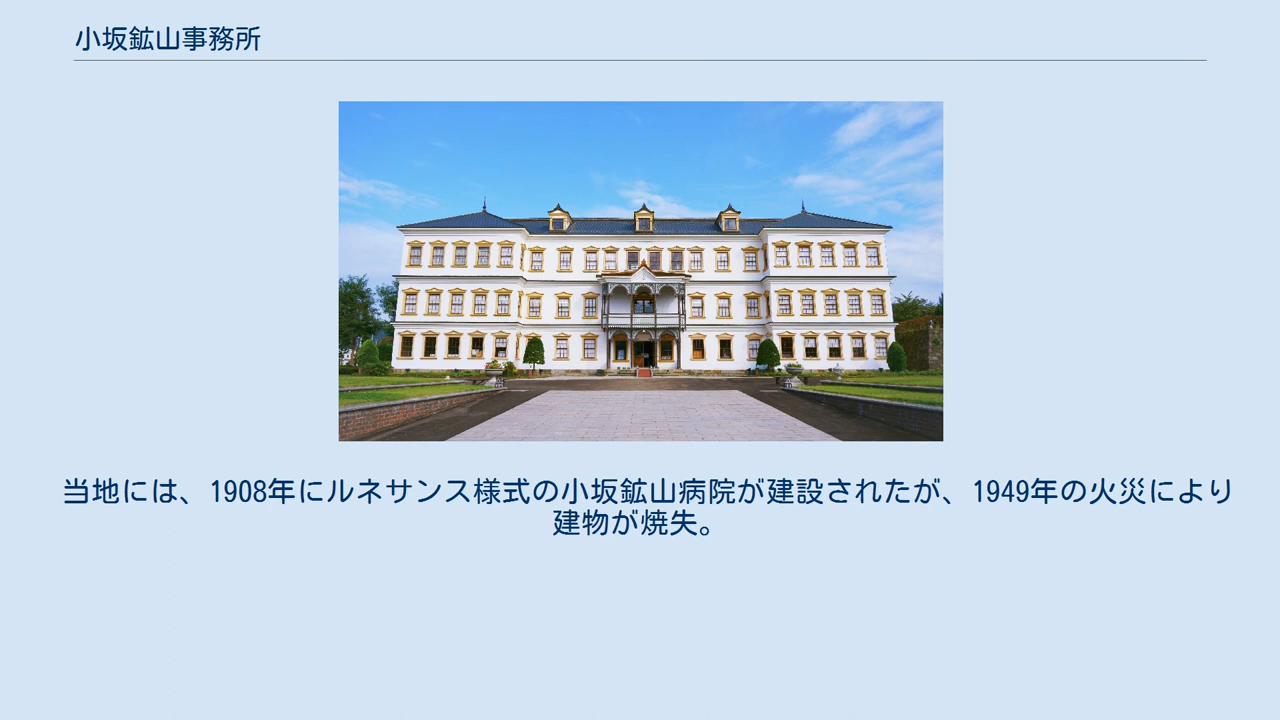 小坂鉱山事務所
当地には、1908年にルネサンス様式の小坂鉱山病院が建設されたが、1949年の火災により
建物が焼失。